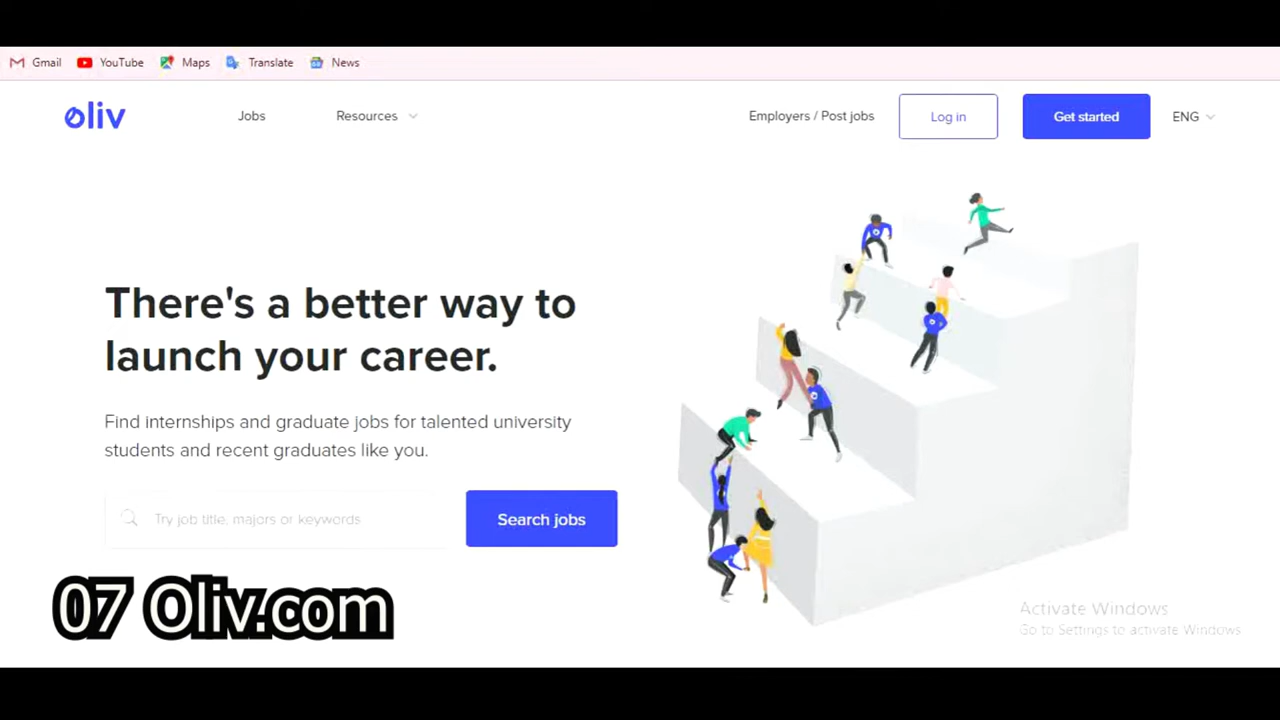 Gmail YouTube Maps Translate News
oliv Jobs Resources Employers / Post jobs Log in Get started ENG
There's a better way to
launch your career.
Find internships and graduate jobs for talented university
students and recent graduates like you.
Try job title, majors or keywords Search jobs
07 Oliv.com
Activate Windows
Go to Settings to activate Windows.